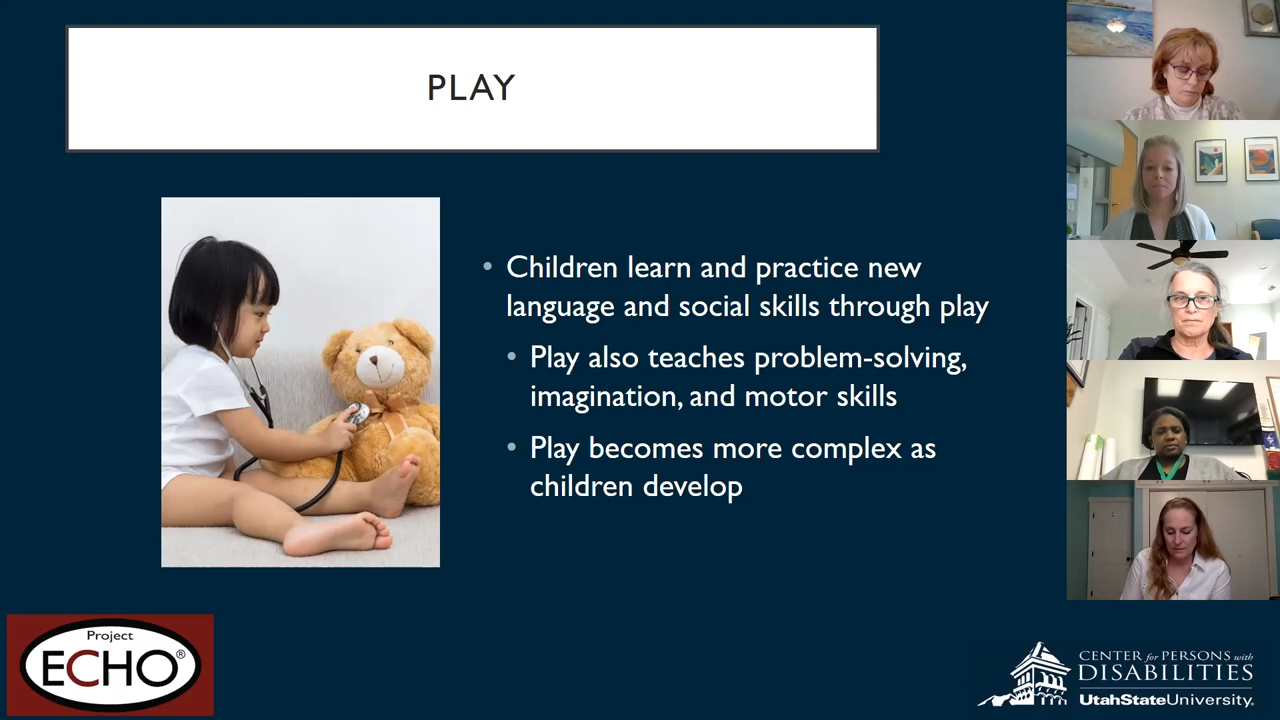 PLAY
Children learn and practice new
language and social skills through play
Play also teaches problem-solving,
imagination, and motor skills
Play becomes more complex as
children develop
Project
ECHO®
CENTER for PERSONS with
DISABILITIES
UtahStateUniversity.